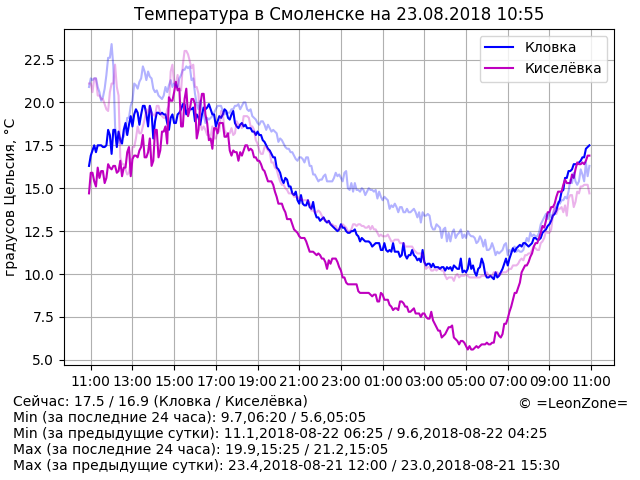 Температура в Смоленске на 23.08.2018 10:55
Кловка
Киселёвка
градусов Цельсия, °C
22.5
20.0
17.5
15.0
12.5
10.0
7.5
5.0
11:00 13:00 15:00 17:00 19:00 21:00 23:00 01:00 03:00 05:00 07:00 09:00 11:00
Сейчас: 17.5 / 16.9 (Кловка / Киселёвка)
© =LeonZone=
Min (за последние 24 часа): 9.7,06:20 / 5.6,05:05
Min (за предыдущие сутки): 11.1,2018-08-22 06:25 / 9.6,2018-08-22 04:25
Max (за последние 24 часа): 19.9,15:25 / 21.2,15:05
Max (за предыдущие сутки): 23.4,2018-08-21 12:00 / 23.0,2018-08-21 15:30